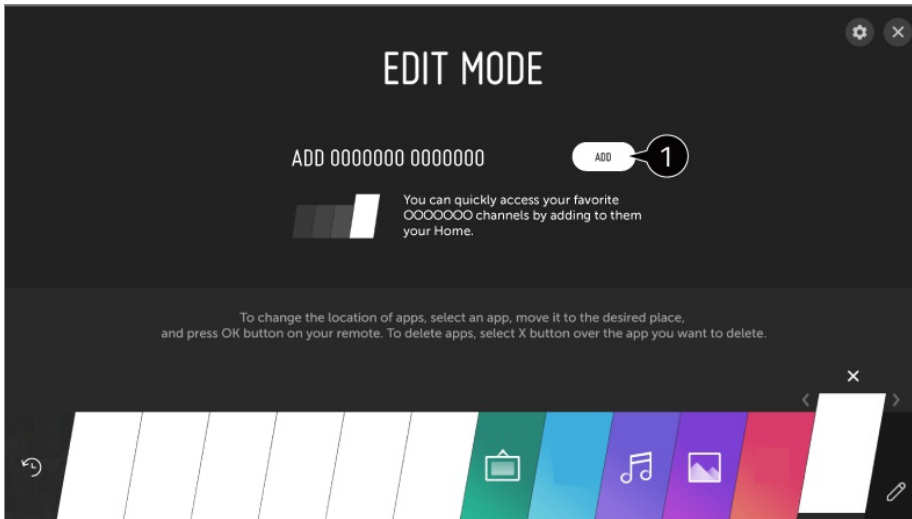 EDIT MODE
ADD OOOOOOO OOOOOOO
ADD
1
You can quickly access your favorite
OOOOOOO channels by adding to them
your Home.
To change the location of apps, select an app, move it to the desired place,
and press OK button on your remote. To delete apps, select X button over the app you want to delete.